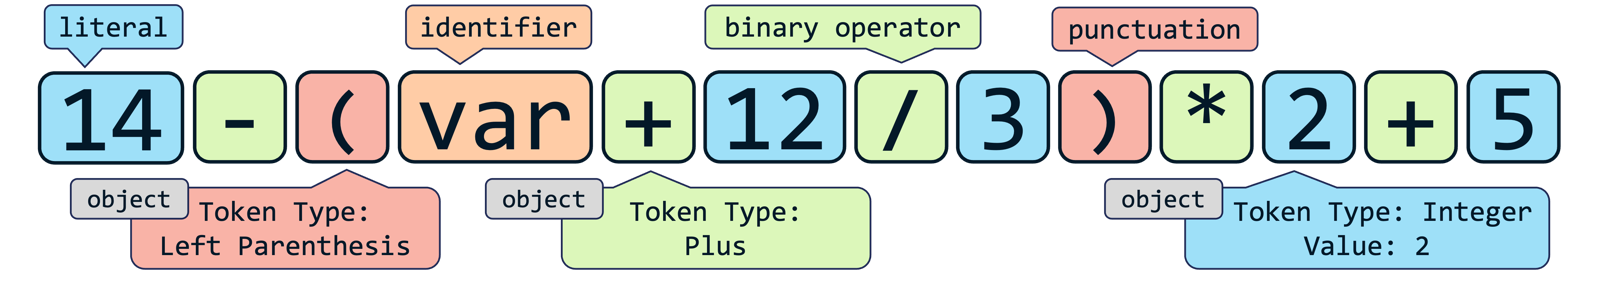 literal
identifier
binary operator
punctuation
14 - ( var + 12 / 3 ) * 2 + 5
object
Token Type:
Left Parenthesis
object
Token Type:
Plus
object
Token Type: Integer
Value: 2